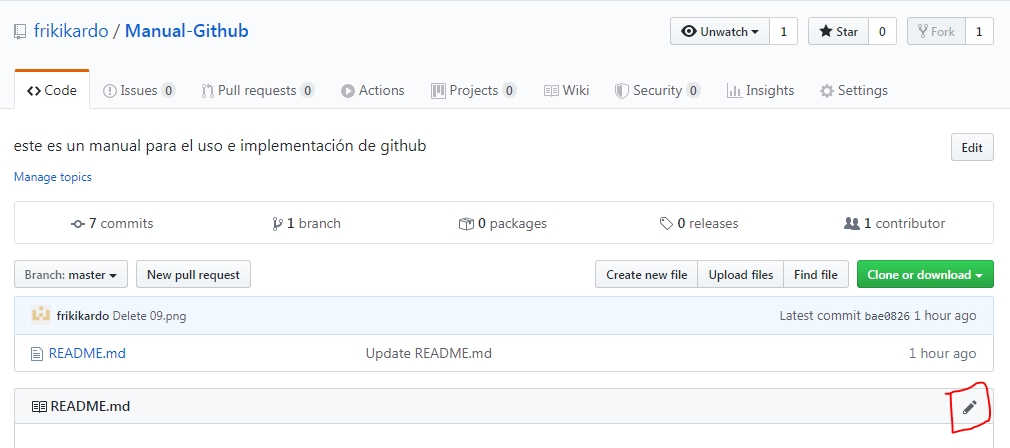 frikikardo / Manual-Github
Unwatch 1 Star 0 Fork 1
Code Issues 0 Pull requests 0 Actions Projects 0 Wiki Security 0 Insights Settings
este es un manual para el uso e implementación de github Edit
Manage topics
7 commits 1 branch 0 packages 0 releases 1 contributor
Branch: master New pull request Create new file Upload files Find file Clone or download
frikikardo Delete 09.png Latest commit bae0826 1 hour ago
README.md Update README.md 1 hour ago
README.md